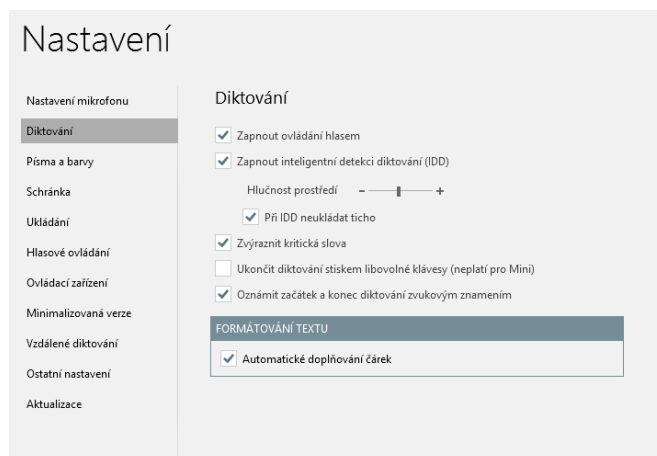 Nastavení
Nastavení mikrofonu
Diktování
Písma a barvy
Schránka
Ukládání
Hlasové ovládání
Ovládací zařízení
Minimalizovaná verze
Vzdálené diktování
Ostatní nastavení
Aktualizace
Diktování
Zapnout ovládání hlasem
Zapnout inteligentní detekci diktování (IDD)
Hlučnost prostředí - +
Při IDD neukládat ticho
Zvýraznit kritická slova
Ukončit diktování stiskem libovolné klávesy (neplatí pro Mini)
Oznámit začátek a konec diktování zvukovým znamením
FORMÁTOVÁNÍ TEXTU
Automatické doplňování čárek